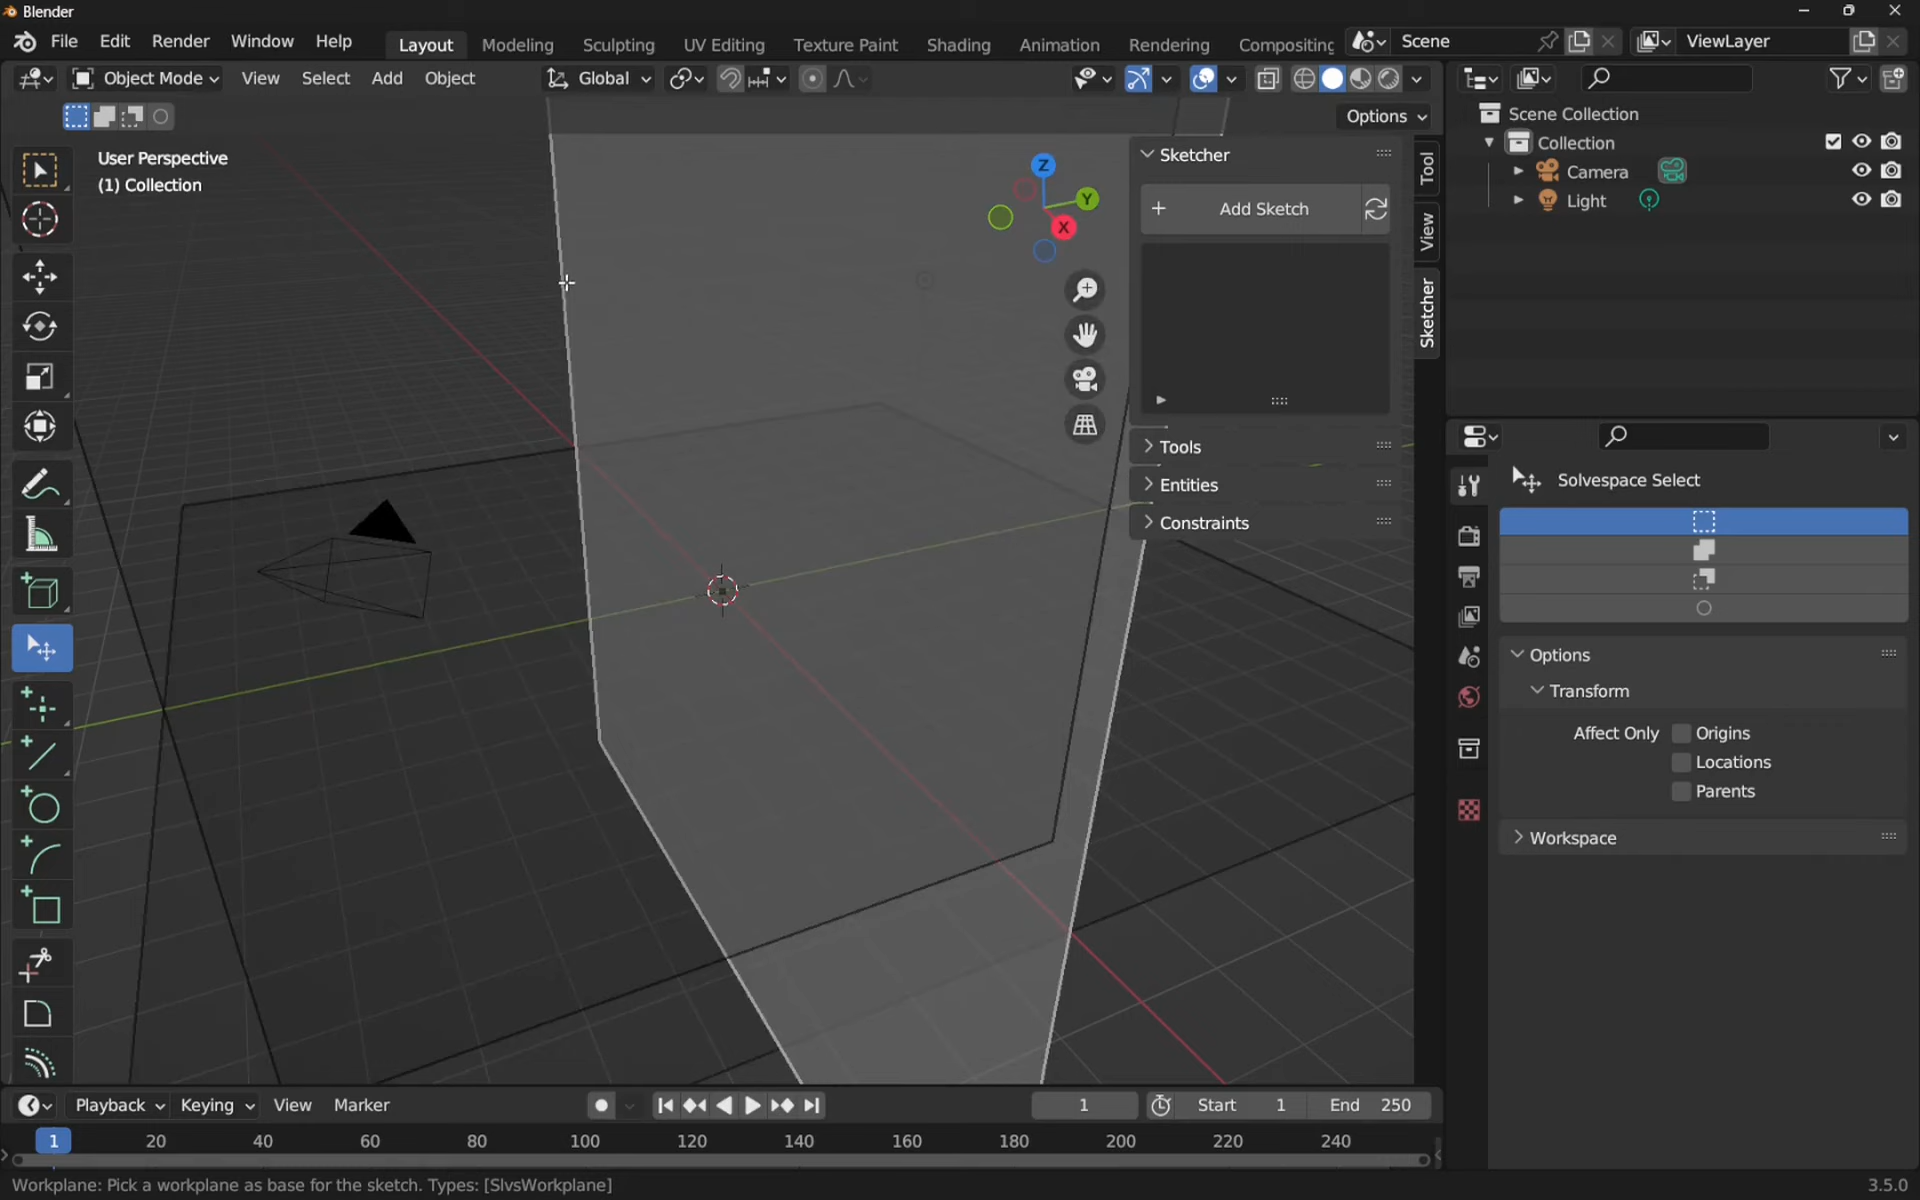 Blender
File Edit Render Window Help Layout Modeling Sculpting UV Editing Texture Paint Shading Animation Rendering Compositing Scene ViewLayer
Object Mode View Select Add Object Global
Options
User Perspective
(1) Collection
Z
Y
X
Sketcher
Add Sketch
Tools
Entities
Constraints
Tool
View
Sketcher
Scene Collection
Collection
Camera
Light
Solvespace Select
Options
Transform
Affect Only Origins
Locations
Parents
Workspace
Playback Keying View Marker 1 Start 1 End 250
1 20 40 60 80 100 120 140 160 180 200 220 240
Workplane: Pick a workplane as base for the sketch. Types: [SlvsWorkplane] 3.5.0